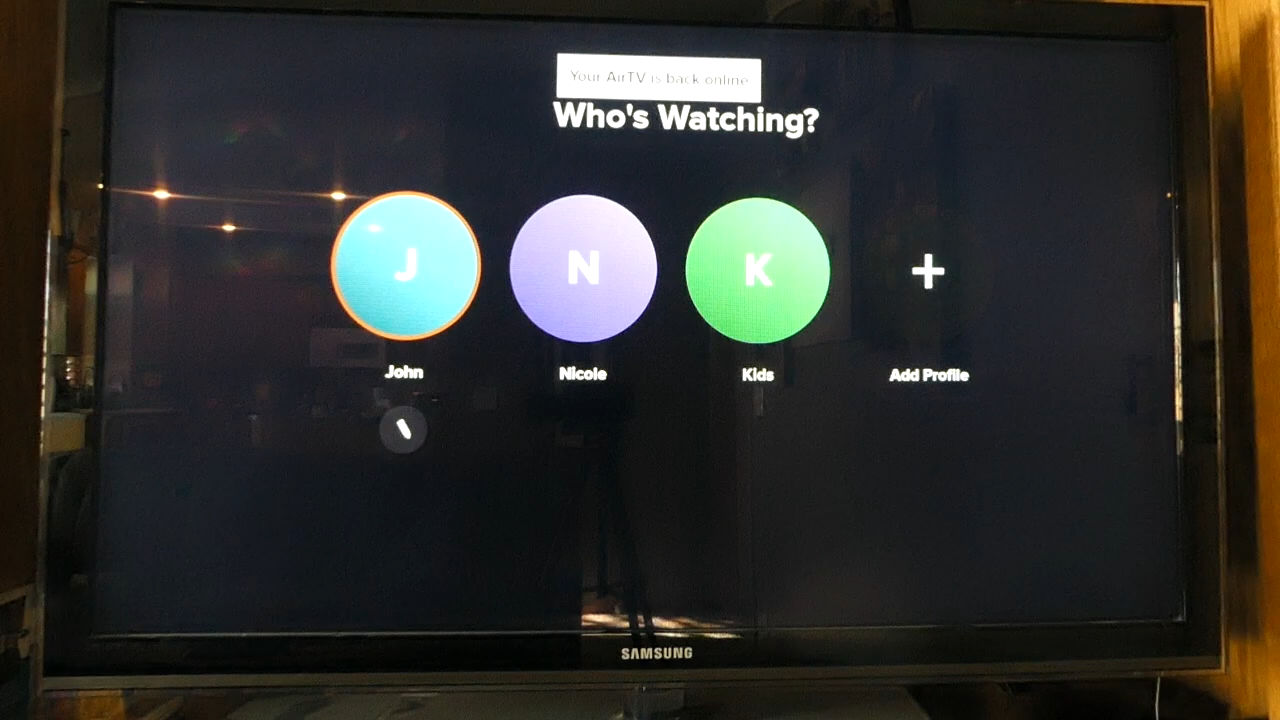 Your AirTV is back online
Who's Watching?
J
N
K
+
John
Nicole
Kids
Add Profile
SAMSUNG